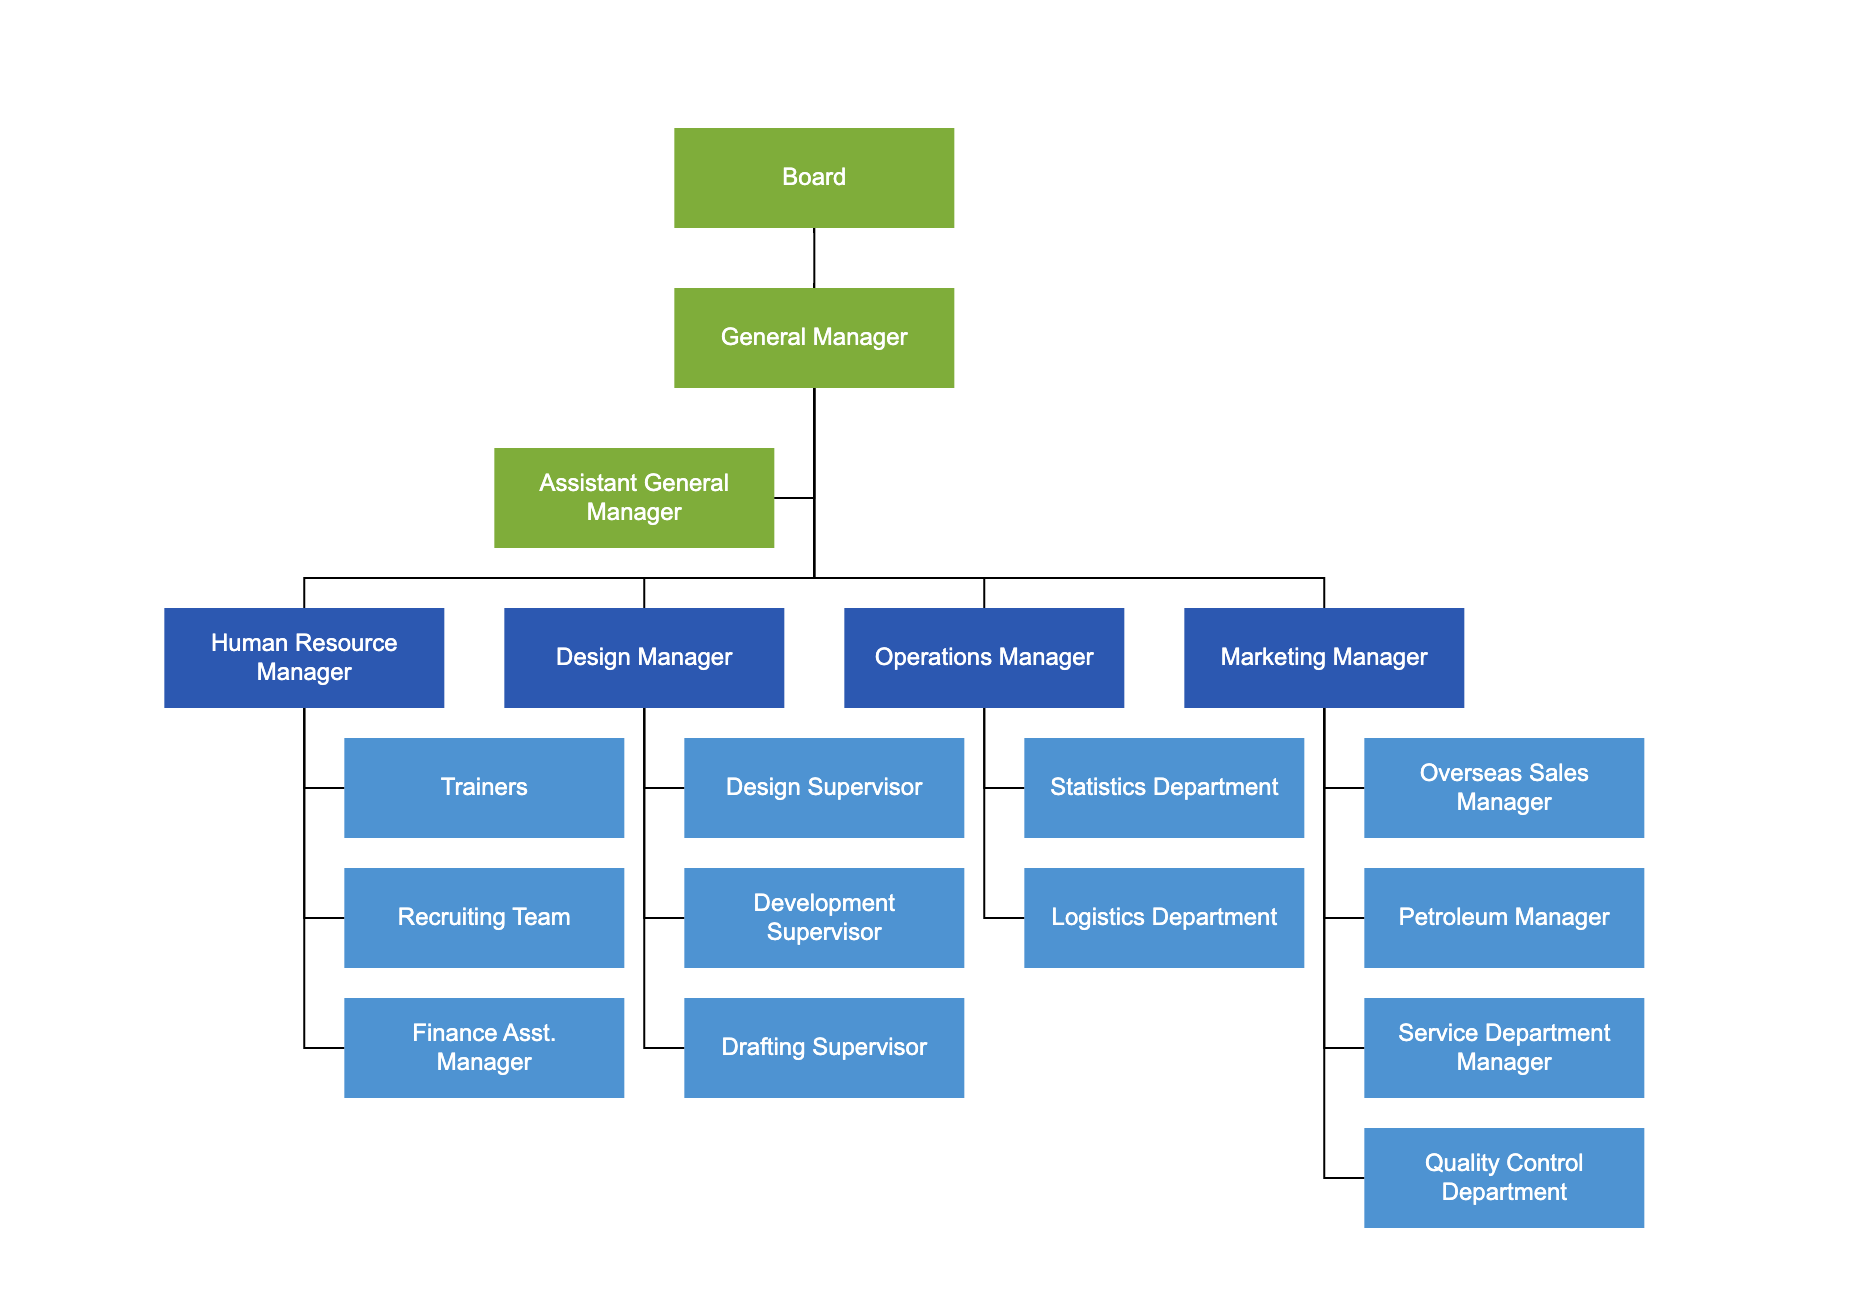 Board
General Manager
Assistant General
Manager
Human Resource
Manager
Design Manager
Operations Manager
Marketing Manager
Trainers
Design Supervisor
Statistics Department
Overseas Sales
Manager
Recruiting Team
Development
Supervisor
Logistics Department
Petroleum Manager
Finance Asst.
Manager
Drafting Supervisor
Service Department
Manager
Quality Control
Department